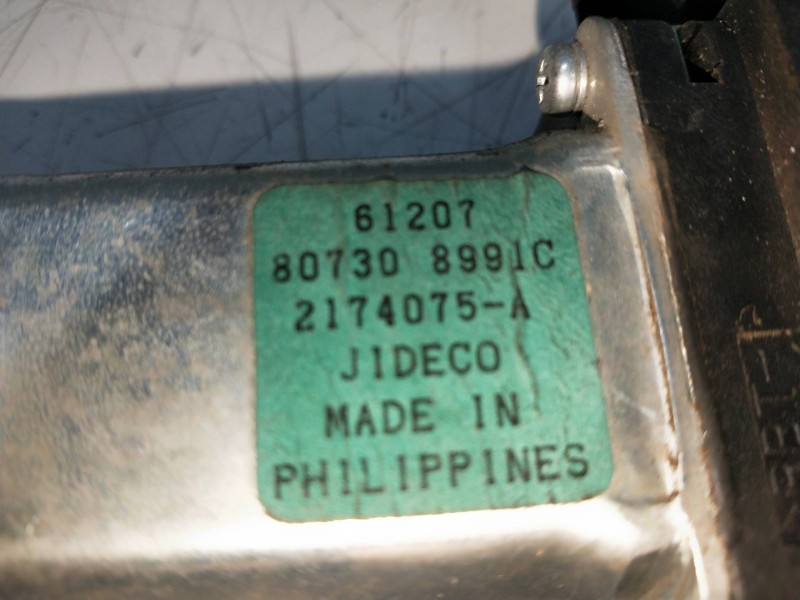 61207
80730 8991C
2174075-A
JIDECO
MADE IN
PHILIPPINES